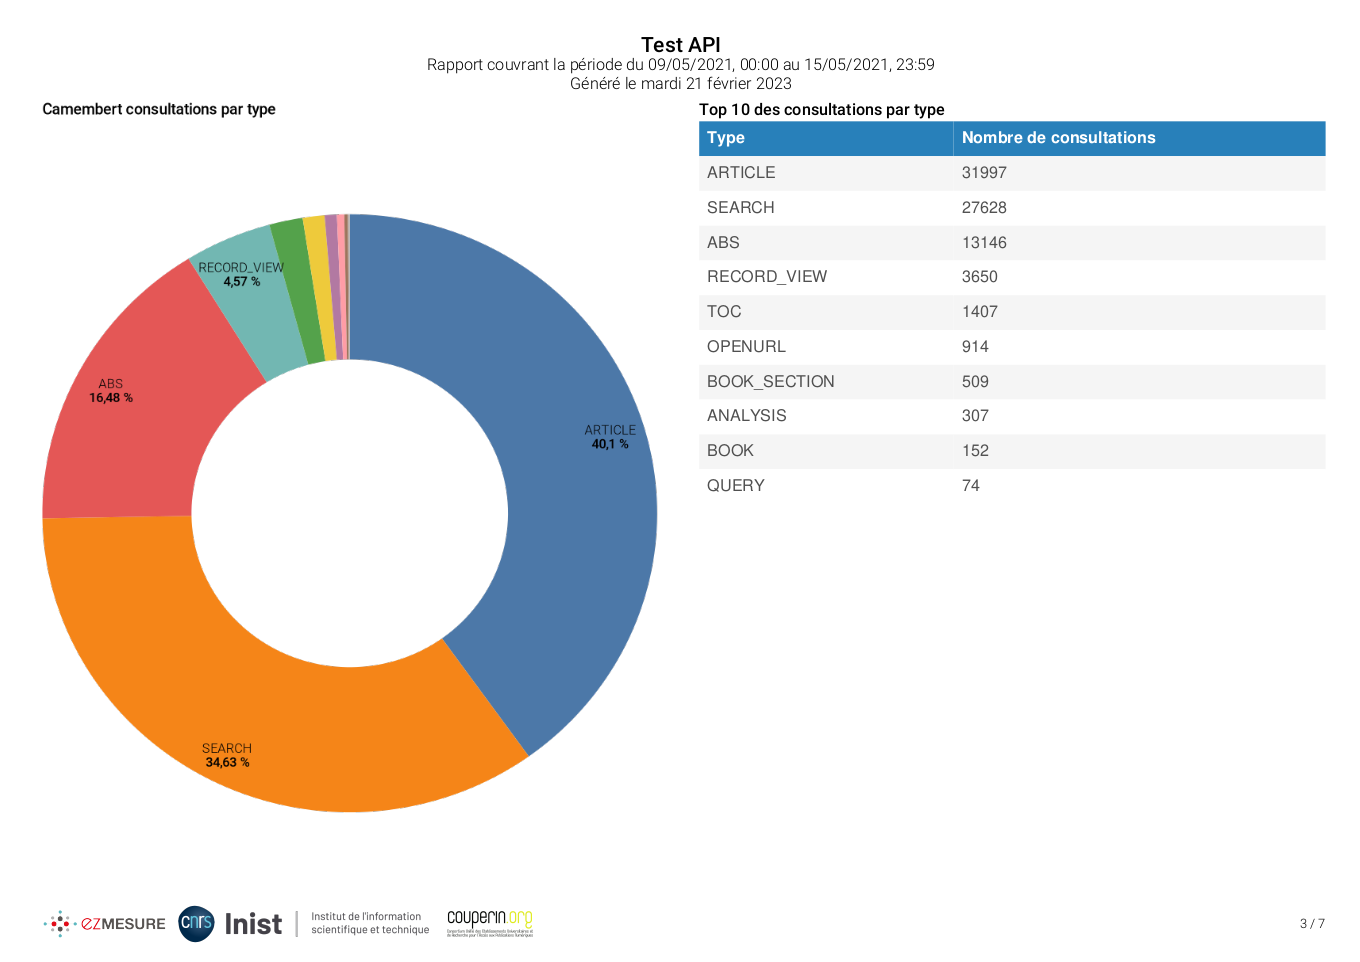 Test API
Rapport couvrant la période du 09/05/2021, 00:00 au 15/05/2021, 23:59
Généré le mardi 21 février 2023
Camembert consultations par type
RECORD_VIEW
4,57 %
ABS
16,48 %
ARTICLE
40,1 %
SEARCH
34,63 %
Top 10 des consultations par type
Type Nombre de consultations
ARTICLE 31997
SEARCH 27628
ABS 13146
RECORD_VIEW 3650
TOC 1407
OPENURL 914
BOOK_SECTION 509
ANALYSIS 307
BOOK 152
QUERY 74
ezMESURE
cnrs
Inist
Institut de l'information
scientifique et technique
couperin.org
3 / 7